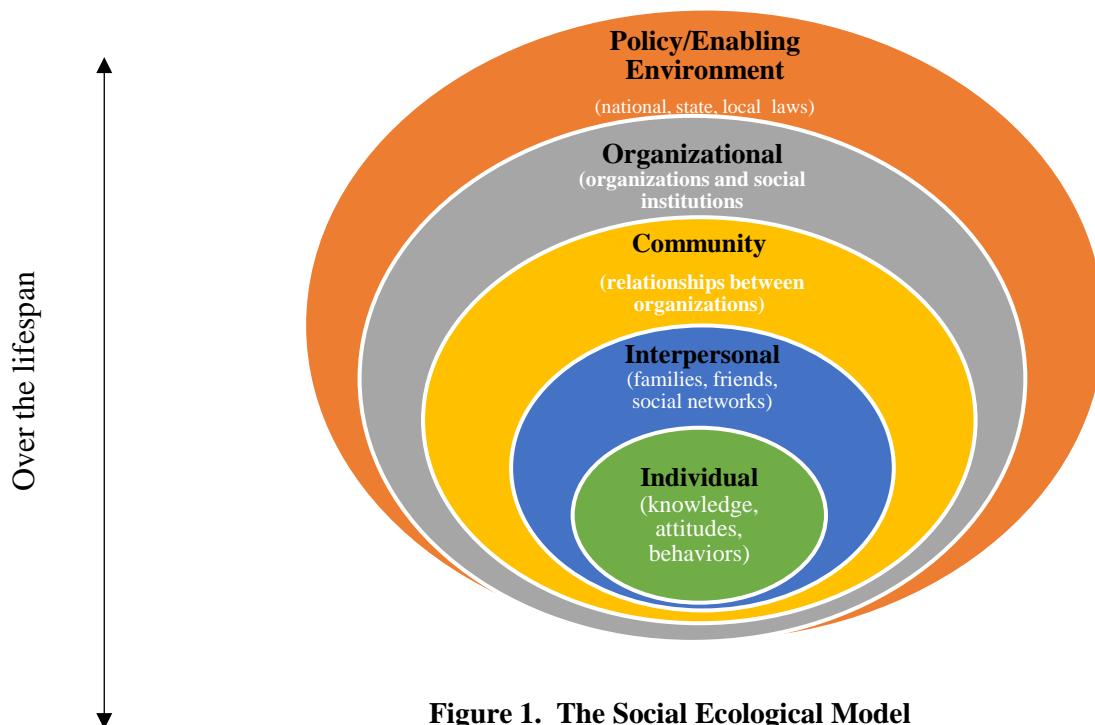 Policy/Enabling
Environment
(national, state, local  laws)
Organizational
(organizations and social
institutions
Community
(relationships between
organizations)
Interpersonal
(families, friends,
social networks)
Individual
(knowledge,
attitudes,
behaviors)
Over the lifespan
Figure 1.  The Social Ecological Model